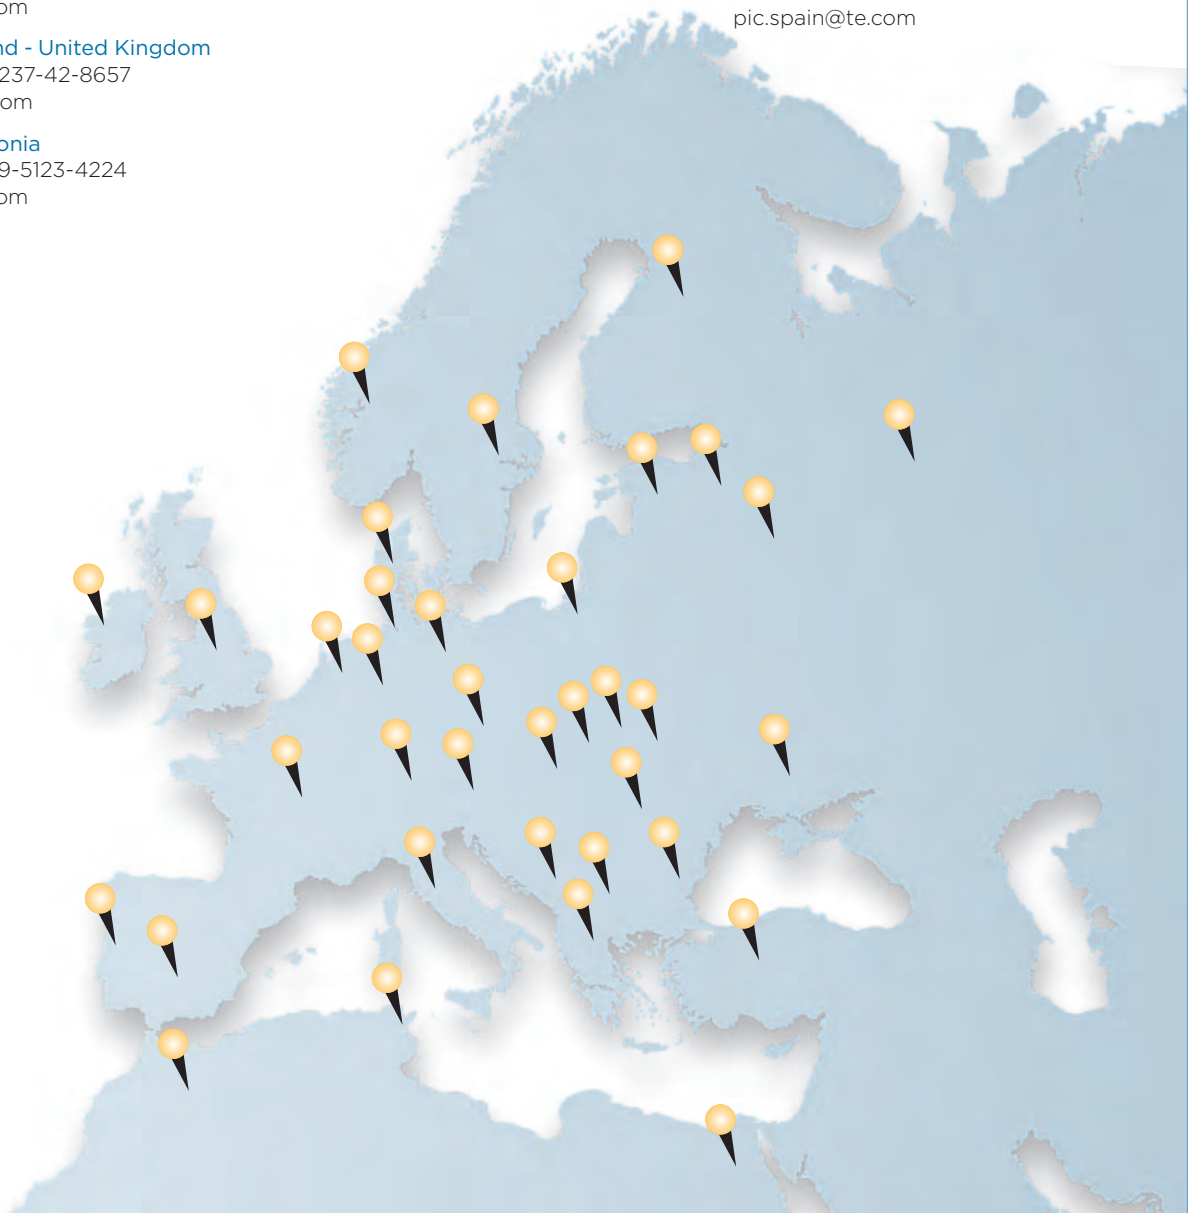 om
nd - United Kingdom
237-42-8657
om
onia
9-5123-4224
om
pic.spain@te.com